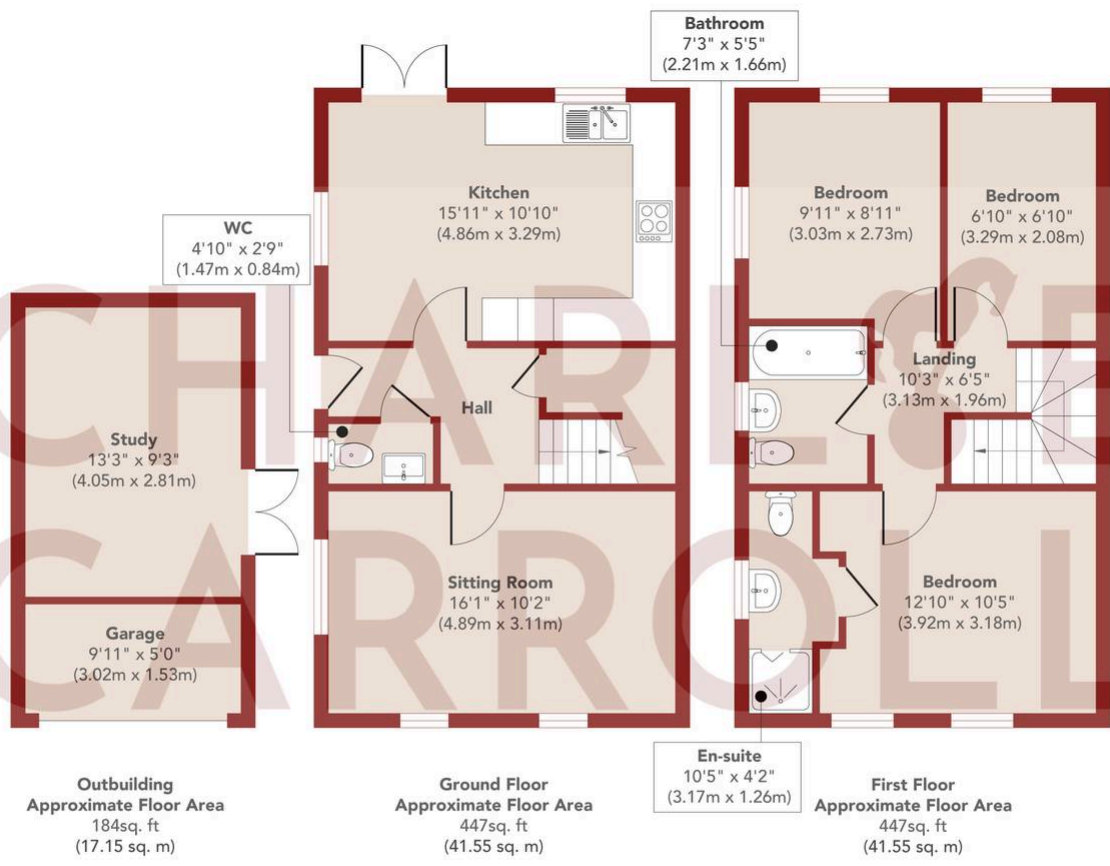 Bathroom
7'3" x 5'5"
(2.21m x 1.66m)
Kitchen
15'11" x 10'10"
(4.86m x 3.29m)
WC
4'10" x 2'9"
(1.47m x 0.84m)
Bedroom
9'11" x 8'11"
(3.03m x 2.73m)
Bedroom
6'10" x 6'10"
(3.29m x 2.08m)
Landing
10'3" x 6'5"
(3.13m x 1.96m)
Hall
Study
13'3" x 9'3"
(4.05m x 2.81m)
Sitting Room
16'1" x 10'2"
(4.89m x 3.11m)
Bedroom
12'10" x 10'5"
(3.92m x 3.18m)
Garage
9'11" x 5'0"
(3.02m x 1.53m)
En-suite
10'5" x 4'2"
(3.17m x 1.26m)
Outbuilding
Approximate Floor Area
184sq. ft
(17.15 sq. m)
Ground Floor
Approximate Floor Area
447sq. ft
(41.55 sq. m)
First Floor
Approximate Floor Area
447sq. ft
(41.55 sq. m)
CARROLL